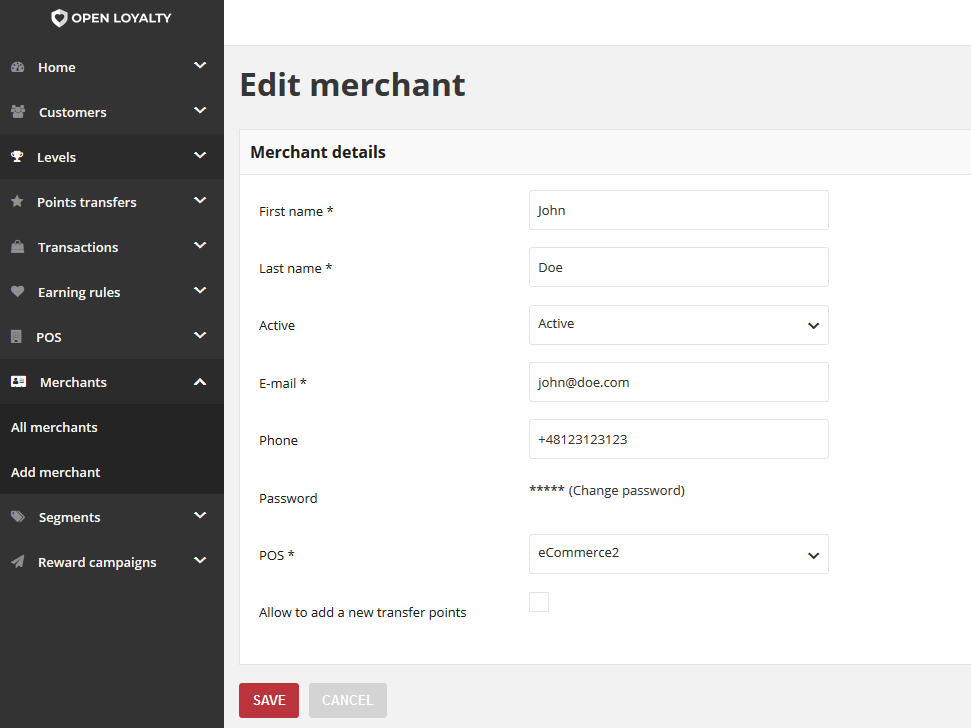 OPEN LOYALTY
Home
Customers
Levels
Points transfers
Transactions
Earning rules
POS
Merchants
All merchants
Add merchant
Segments
Reward campaigns
Edit merchant
Merchant details
First name * John
Last name * Doe
Active Active
E-mail * john@doe.com
Phone +48123123123
Password ***** (Change password)
POS * eCommerce2
Allow to add a new transfer points
SAVE CANCEL